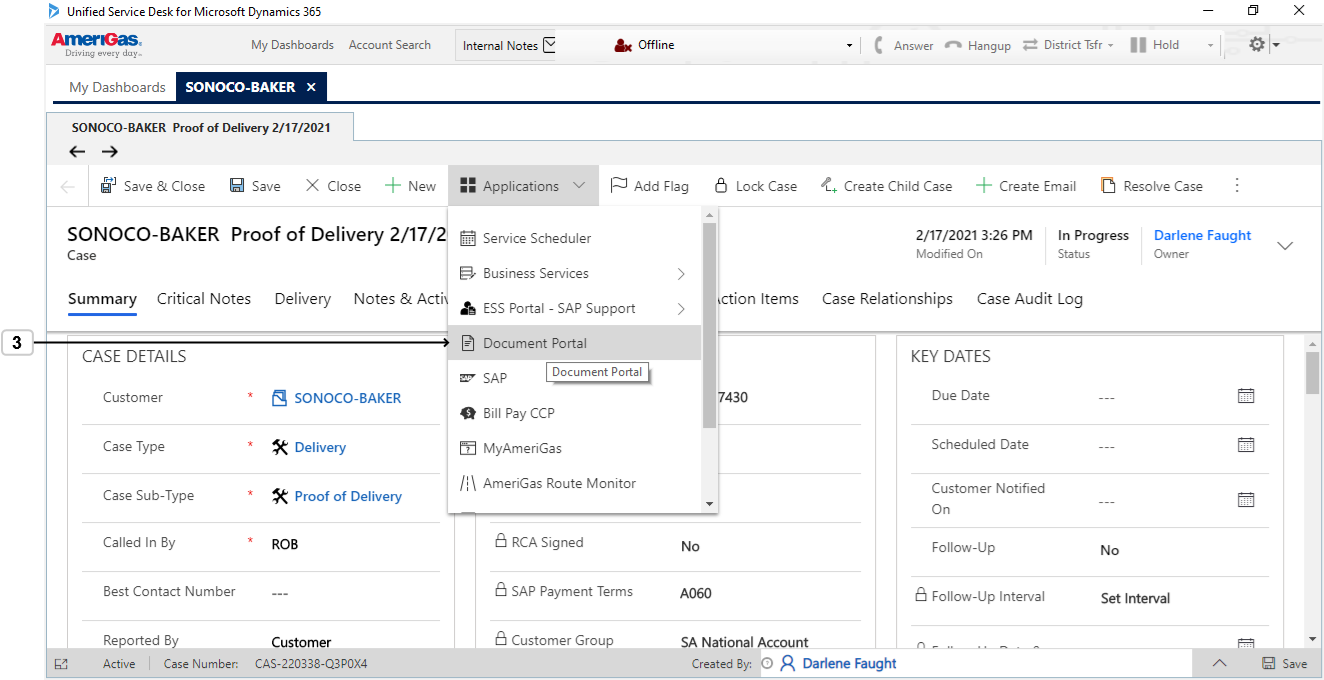 Unified Service Desk for Microsoft Dynamics 365
AmeriGas.
Driving every day..
My Dashboards Account Search Internal Notes Offline Answer Hangup District Tsfr Hold
My Dashboards SONOCO-BAKER ×
SONOCO-BAKER Proof of Delivery 2/17/2021
Save & Close Save Close New Applications Add Flag Lock Case Create Child Case Create Email Resolve Case
SONOCO-BAKER Proof of Delivery 2/17/2
Case
2/17/2021 3:26 PM
Modified On
In Progress
Status
Darlene Faught
Owner
Summary Critical Notes Delivery Notes & Activ ction Items Case Relationships Case Audit Log
Service Scheduler
Business Services
ESS Portal - SAP Support
3
Document Portal
Document Portal
SAP
Bill Pay CCP
MyAmeriGas
AmeriGas Route Monitor
CASE DETAILS
Customer * SONOCO-BAKER
Case Type * Delivery
Case Sub-Type * Proof of Delivery
Called In By * ROB
Best Contact Number ---
Reported By Customer
7430
RCA Signed No
SAP Payment Terms A060
Customer Group SA National Account
KEY DATES
Due Date ---
Scheduled Date ---
Customer Notified
On ---
Follow-Up No
Follow-Up Interval Set Interval
Active Case Number: CAS-220338-Q3P0X4 Created By: Darlene Faught Save